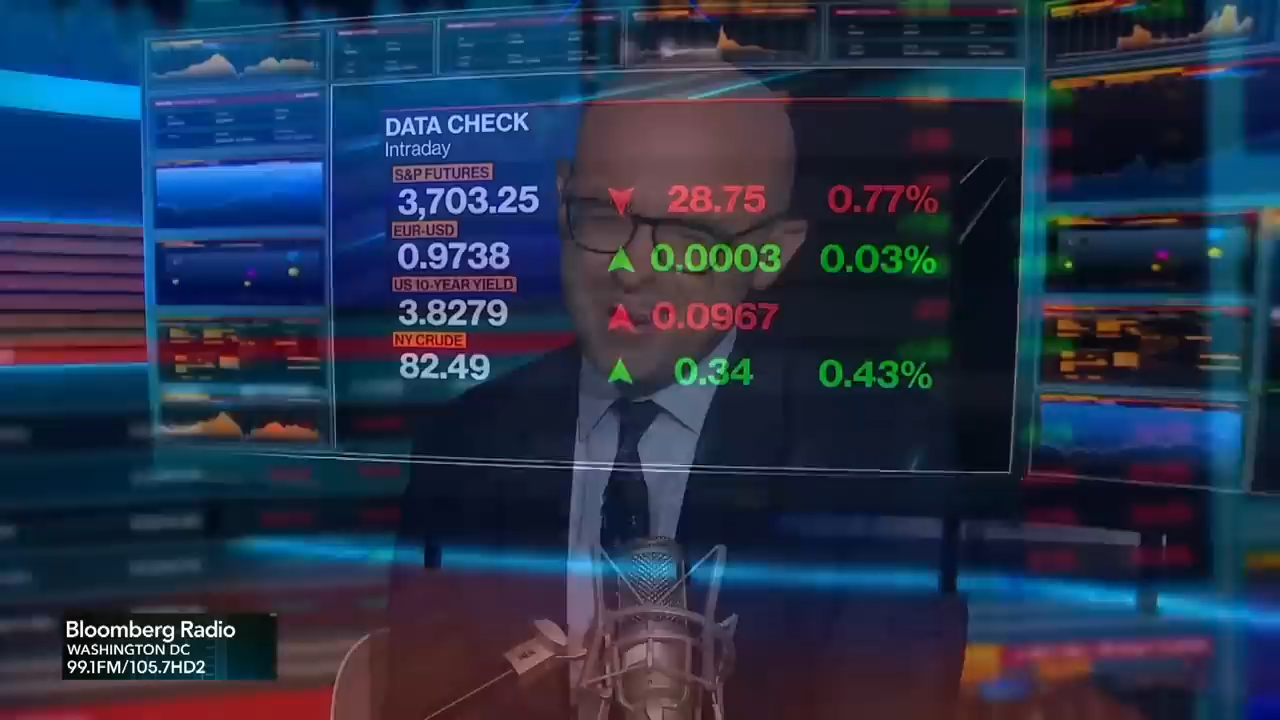 DATA CHECK
Intraday
S&P FUTURES
3,703.25 28.75 0.77%
EUR-USD
0.9738 0.0003 0.03%
US 10-YEAR YIELD
3.8279 0.0967
NY CRUDE
82.49 0.34 0.43%
Bloomberg Radio
WASHINGTON DC
99.1FM/105.7HD2